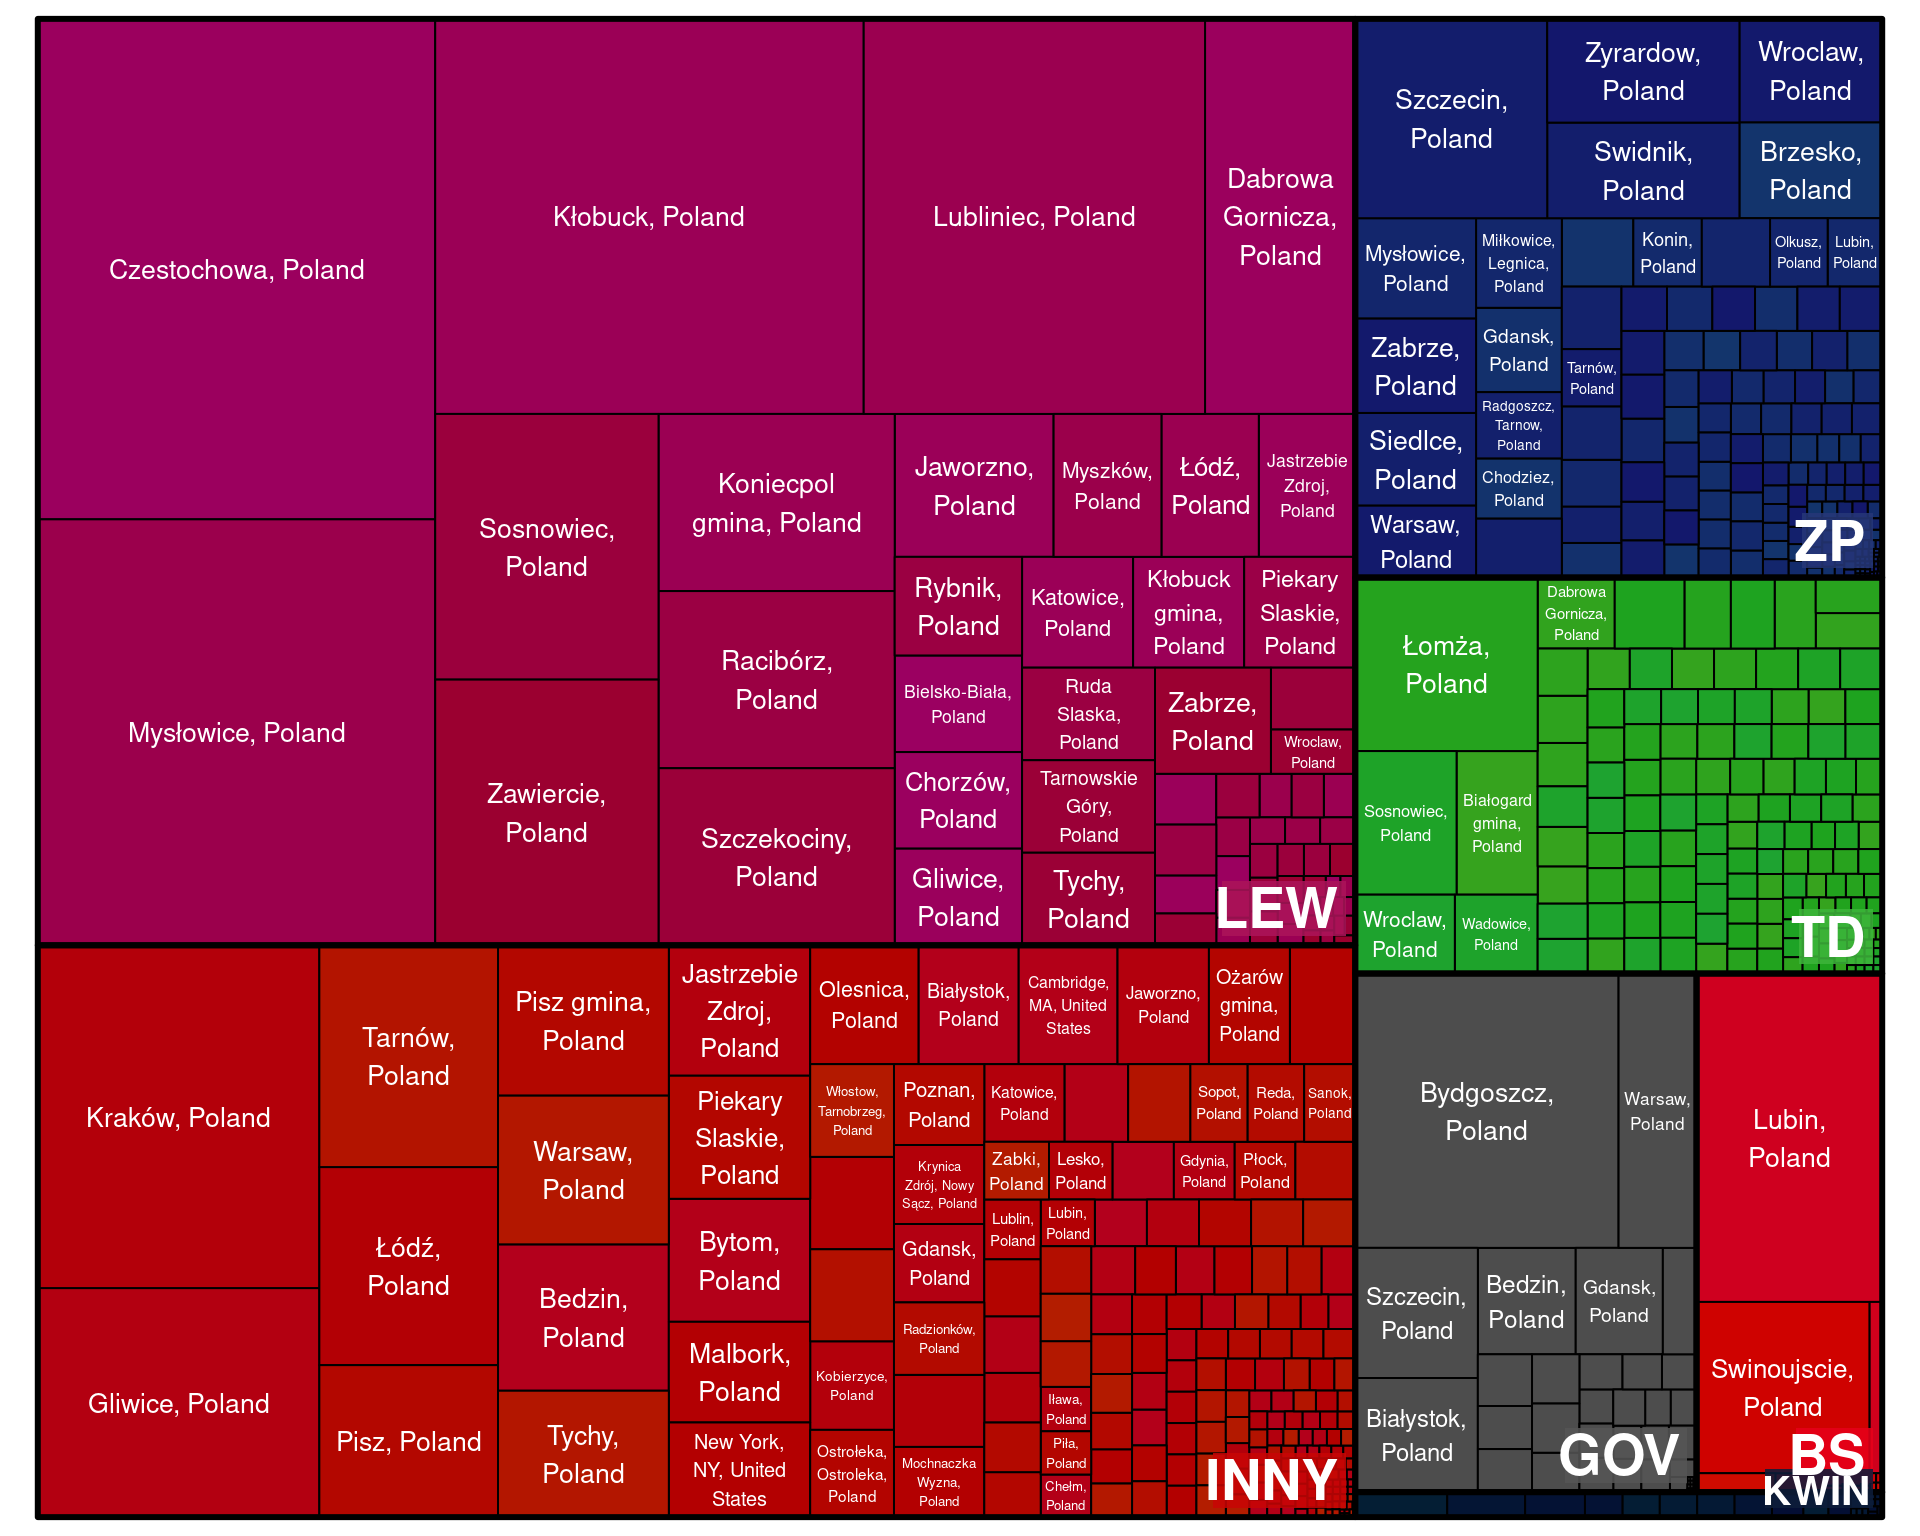 Czestochowa, Poland
Mysłowice, Poland
Kłobuck, Poland
Lubliniec, Poland
Dabrowa
Gornicza,
Poland
Sosnowiec,
Poland
Zawiercie,
Poland
Koniecpol
gmina, Poland
Racibórz,
Poland
Szczekociny,
Poland
Jaworzno,
Poland
Myszków,
Poland
Łódź,
Poland
Jastrzebie
Zdroj,
Poland
Rybnik,
Poland
Bielsko-Biała,
Poland
Chorzów,
Poland
Gliwice,
Poland
Katowice,
Poland
Kłobuck
gmina,
Poland
Piekary
Slaskie,
Poland
Ruda
Slaska,
Poland
Tarnowskie
Góry,
Poland
Tychy,
Poland
Zabrze,
Poland
Wroclaw,
Poland
LEW
Szczecin,
Poland
Zyrardow,
Poland
Wroclaw,
Poland
Swidnik,
Poland
Brzesko,
Poland
Mysłowice,
Poland
Zabrze,
Poland
Siedlce,
Poland
Warsaw,
Poland
Miłkowice,
Legnica,
Poland
Gdansk,
Poland
Radgoszcz,
Tarnow,
Poland
Chodziez,
Poland
Konin,
Poland
Olkusz,
Poland
Lubin,
Poland
Tarnów,
Poland
ZP
Łomża,
Poland
Dabrowa
Gornicza,
Poland
Sosnowiec,
Poland
Białogard
gmina,
Poland
Wroclaw,
Poland
Wadowice,
Poland
TD
Kraków, Poland
Gliwice, Poland
Tarnów,
Poland
Łódź,
Poland
Pisz, Poland
Pisz gmina,
Poland
Warsaw,
Poland
Bedzin,
Poland
Tychy,
Poland
Jastrzebie
Zdroj,
Poland
Piekary
Slaskie,
Poland
Bytom,
Poland
Malbork,
Poland
New York,
NY, United
States
Olesnica,
Poland
Białystok,
Poland
Cambridge,
MA, United
States
Jaworzno,
Poland
Ożarów
gmina,
Poland
Włostow,
Tarnobrzeg,
Poland
Kobierzyce,
Poland
Ostrołeka,
Ostroleka,
Poland
Poznan,
Poland
Krynica
Zdrój, Nowy
Sącz, Poland
Gdansk,
Poland
Radzionków,
Poland
Mochnaczka
Wyzna,
Poland
Katowice,
Poland
Sopot,
Poland
Reda,
Poland
Sanok,
Poland
Zabki,
Poland
Lesko,
Poland
Gdynia,
Poland
Płock,
Poland
Lublin,
Poland
Lubin,
Poland
Iława,
Poland
Piła,
Poland
Chełm,
Poland
INNY
Bydgoszcz,
Poland
Warsaw,
Poland
Szczecin,
Poland
Bedzin,
Poland
Gdansk,
Poland
Białystok,
Poland
GOV
Lubin,
Poland
Swinoujscie,
Poland
BS
KWIN